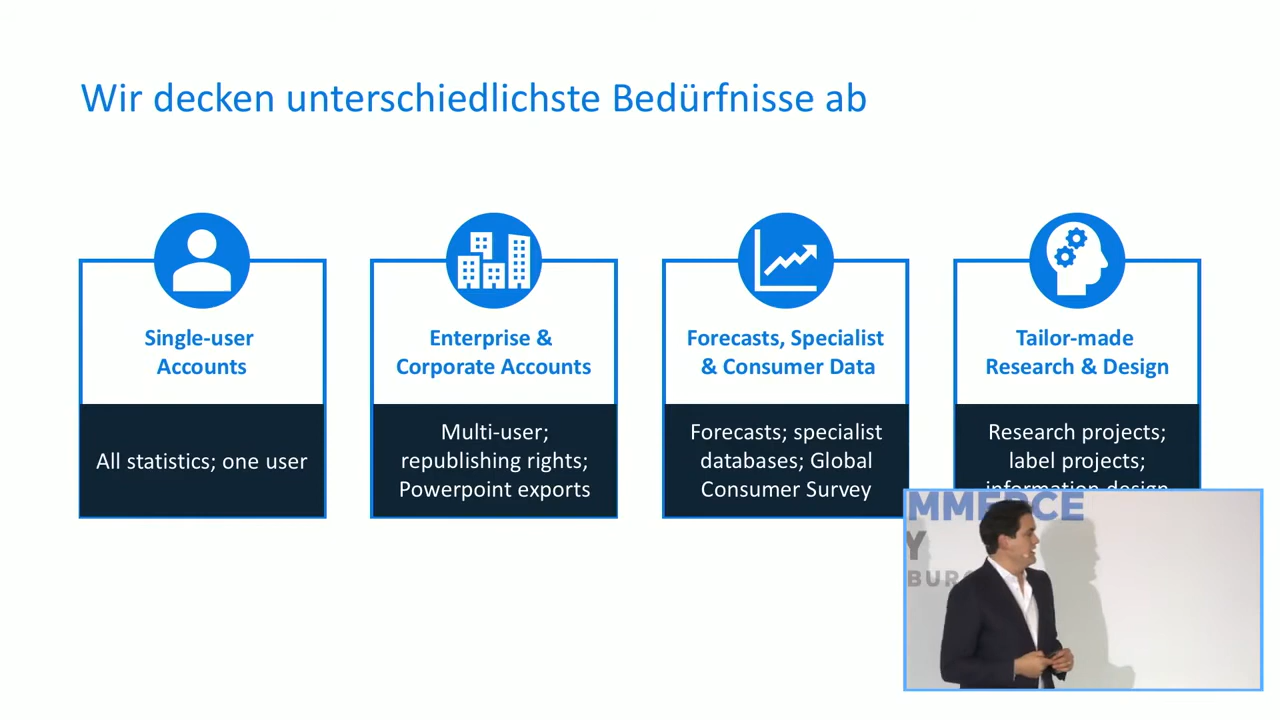 Wir decken unterschiedlichste Bedürfnisse ab
Single-user
Accounts
All statistics; one user
Enterprise &
Corporate Accounts
Multi-user;
republishing rights;
Powerpoint exports
Forecasts, Specialist
& Consumer Data
Forecasts; specialist
databases; Global
Consumer Survey
Tailor-made
Research & Design
Research projects;
label projects;
information design
MMERCE
Y
BURG